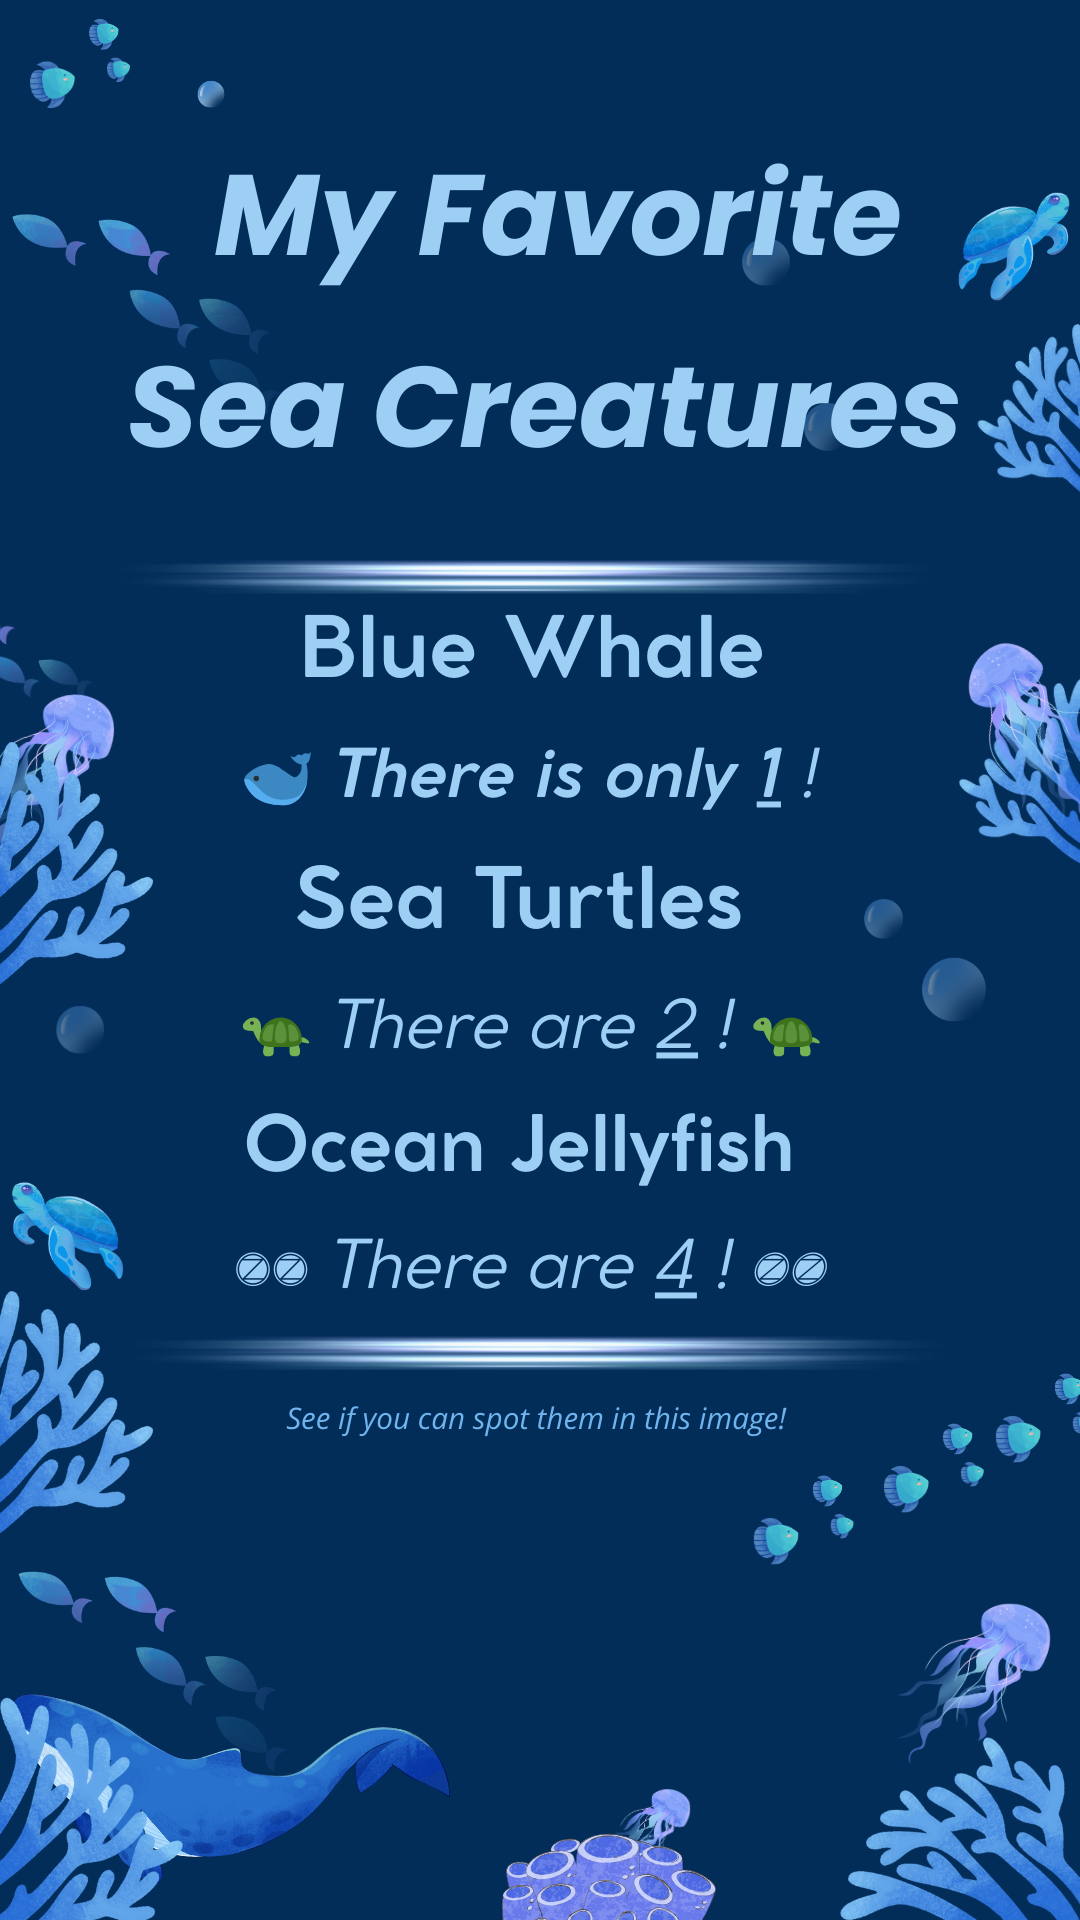 My Favorite
Sea Creatures
Blue Whale
🐳 There is only 1 !
Sea Turtles
🐢 There are 2 ! 🐢
Ocean Jellyfish
There are 4 !
See if you can spot them in this image!